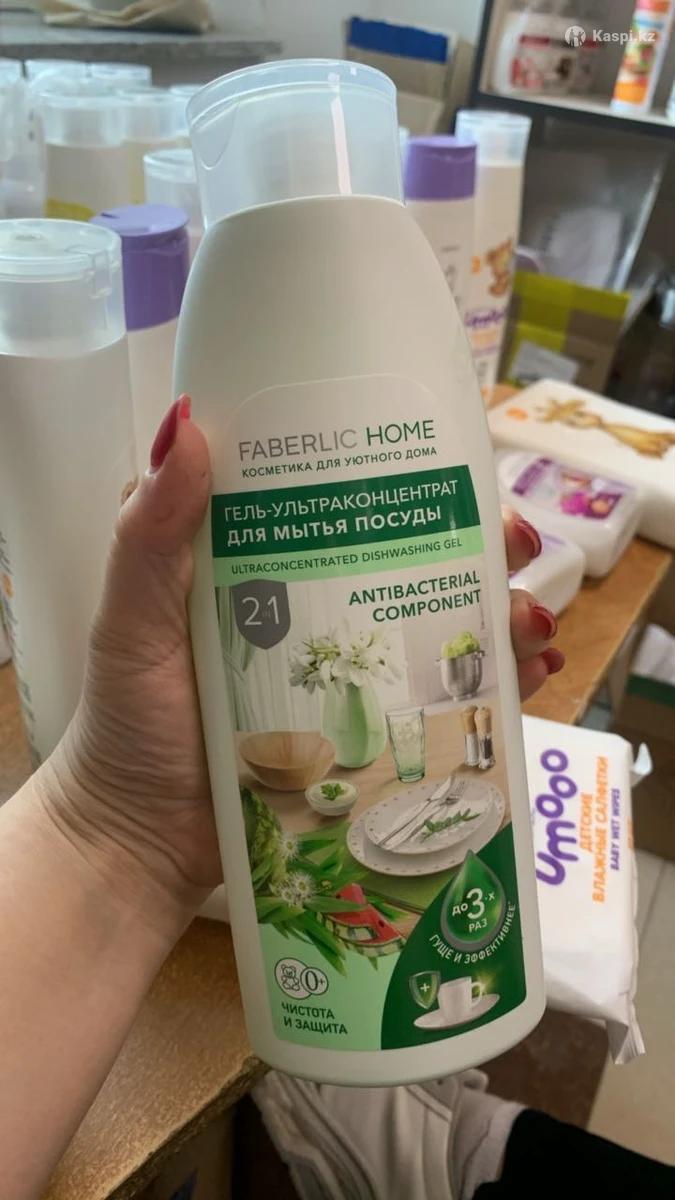 Kaspi.kz
FABERLIC HOME
КОСМЕТИКА ДЛЯ УЮТНОГО ДОМА
ГЕЛЬ-УЛЬТРАКОНЦЕНТРАТ
ДЛЯ МЫТЬЯ ПОСУДЫ
ULTRACONCENTRATED DISHWASHING GEL
2в1
ANTIBACTERIAL
COMPONENT
ДО 3-х
РАЗ
ГУЩЕ И ЭФФЕКТИВНЕЕ*
0+
ЧИСТОТА
И ЗАЩИТА
umooo
ДЕТСКИЕ
ВЛАЖНЫЕ САЛФЕТКИ
BABY WET WIPES